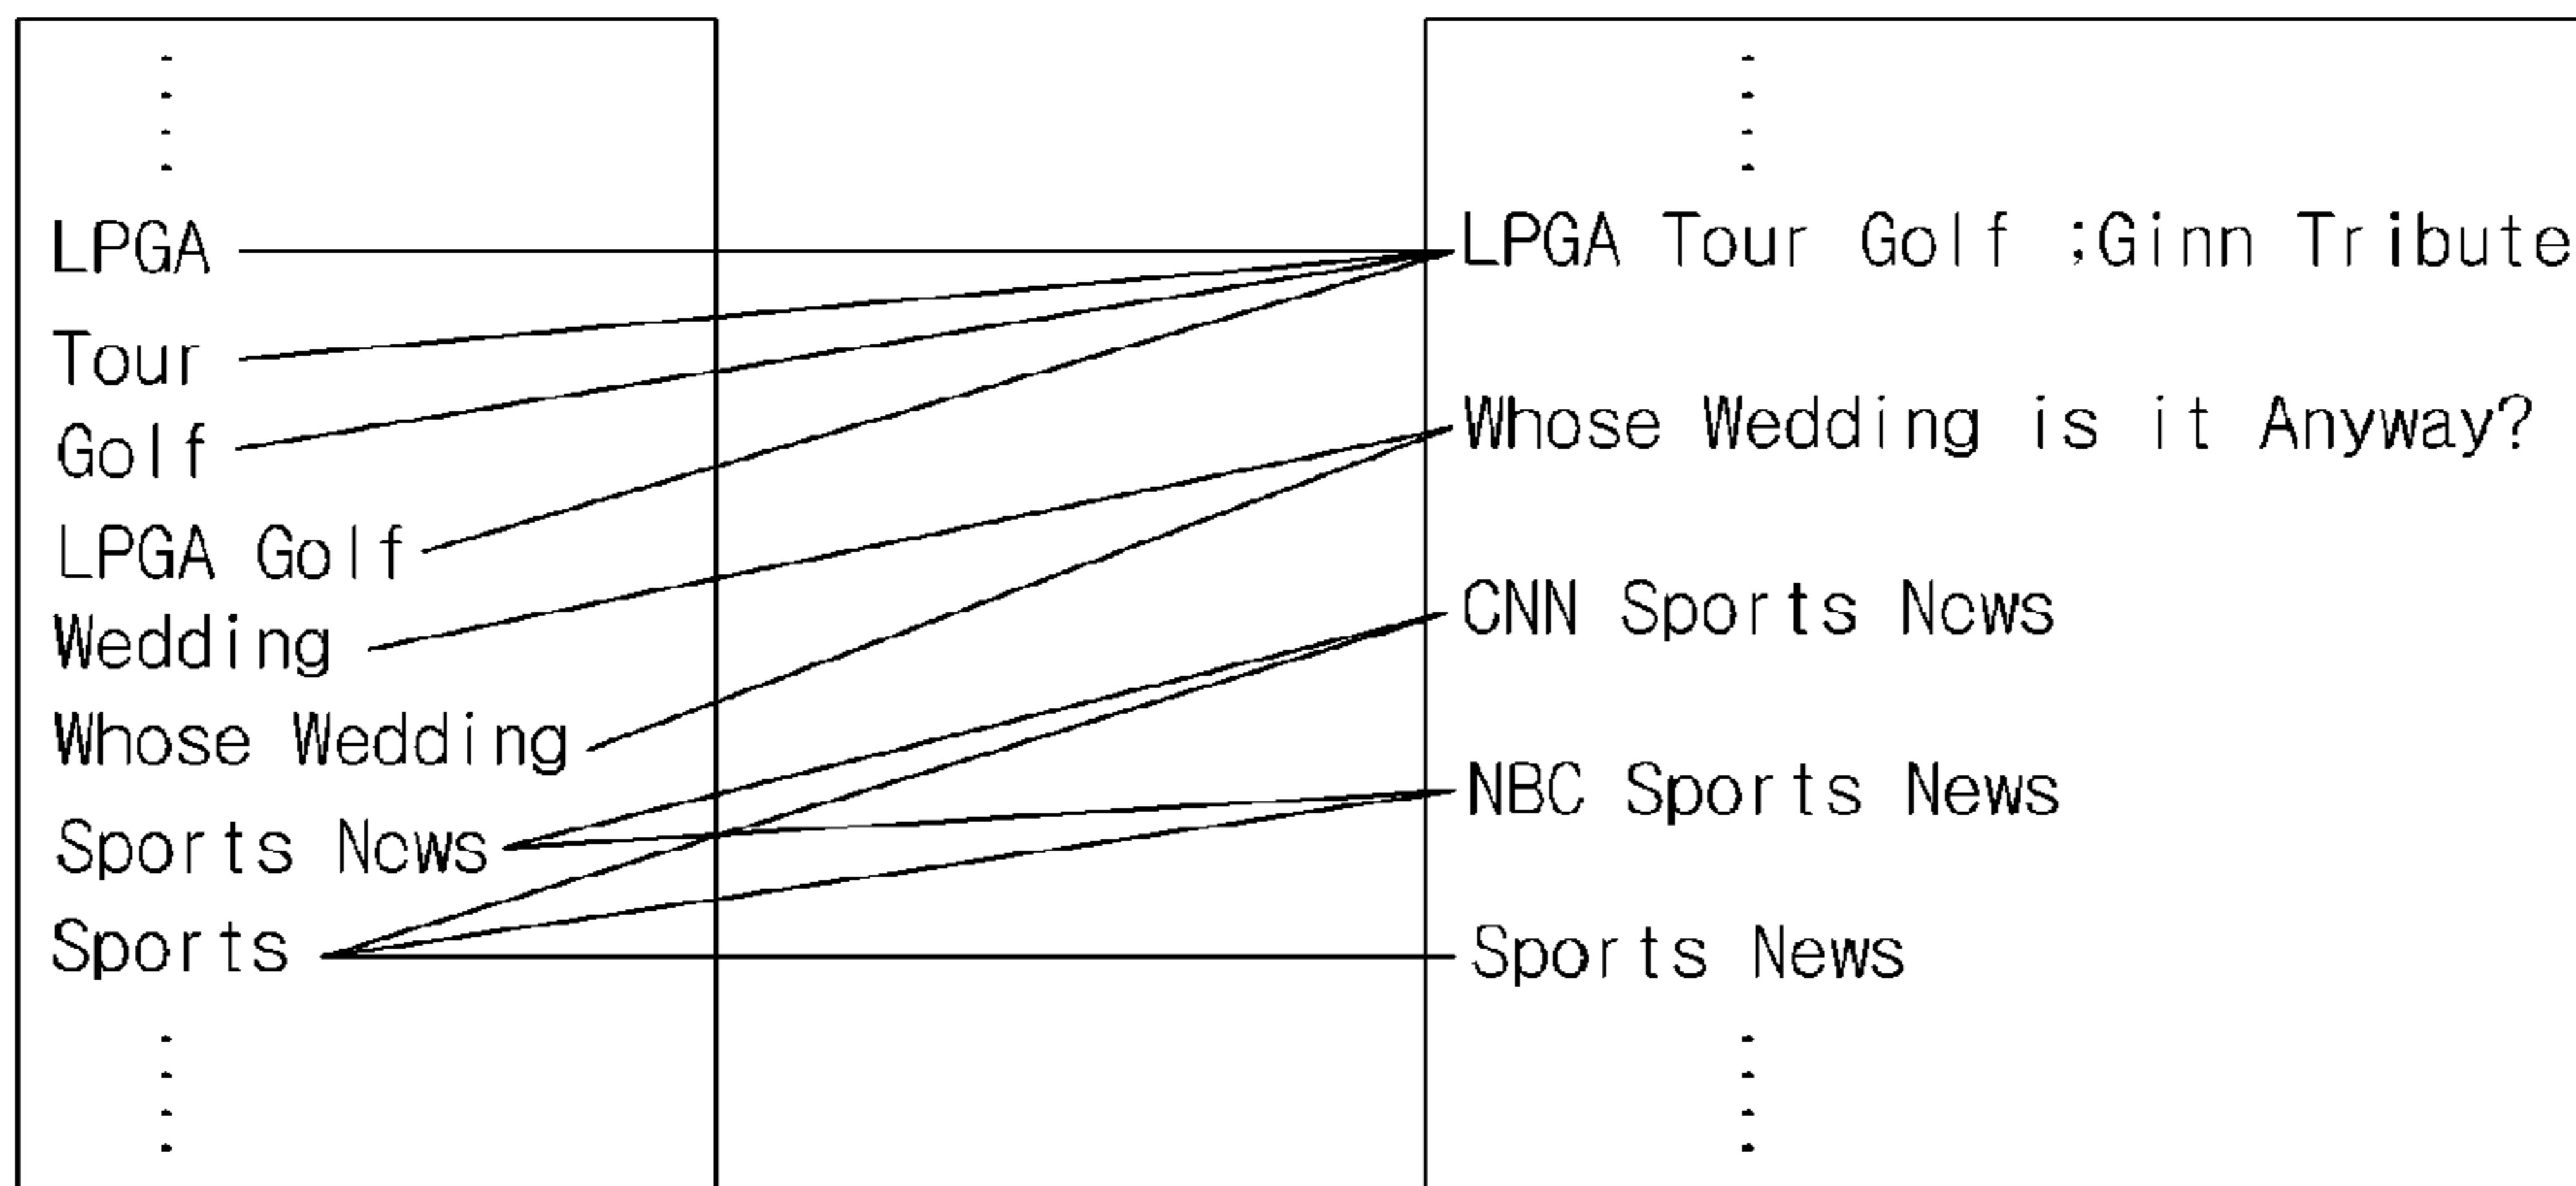 LPGA
Tour
Golf
LPGA Golf
Wedding
Whose Wedding
Sports News
Sports
LPGA Tour Golf ;Ginn Tribute
Whose Wedding is it Anyway?
CNN Sports News
NBC Sports News
Sports News